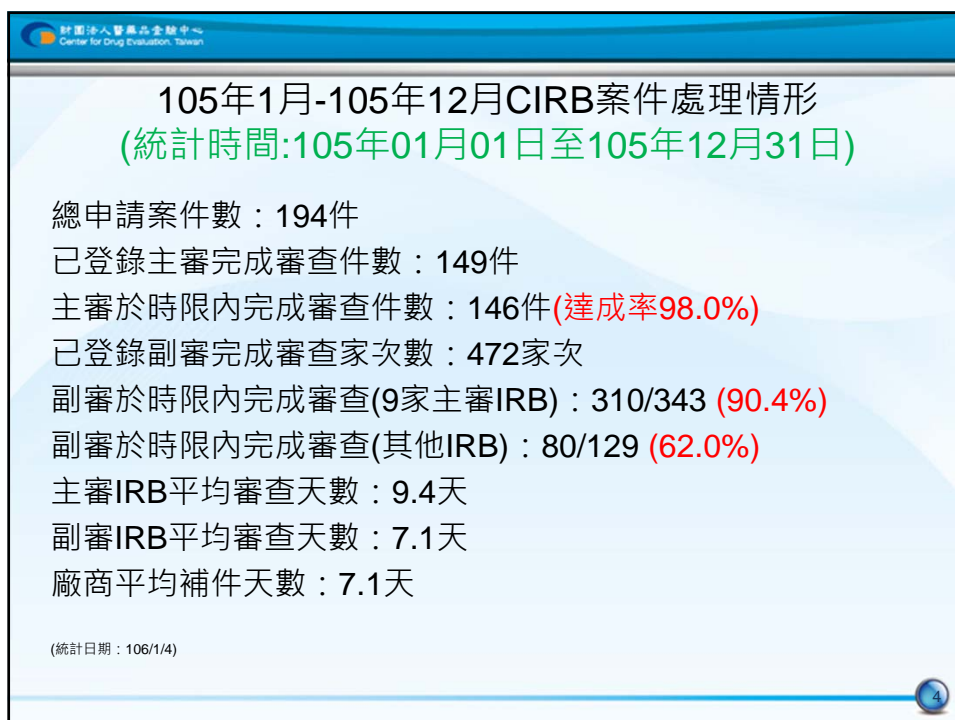 財團法人醫藥品查驗中心
Center for Drug Evaluation, Taiwan
105年1月-105年12月CIRB案件處理情形
(統計時間:105年01月01日至105年12月31日)
總申請案件數：194件
已登錄主審完成審查件數：149件
主審於時限內完成審查件數：146件(達成率98.0%)
已登錄副審完成審查家次數：472家次
副審於時限內完成審查(9家主審IRB)：310/343 (90.4%)
副審於時限內完成審查(其他IRB)：80/129 (62.0%)
主審IRB平均審查天數：9.4天
副審IRB平均審查天數：7.1天
廠商平均補件天數：7.1天
(統計日期：106/1/4)
4